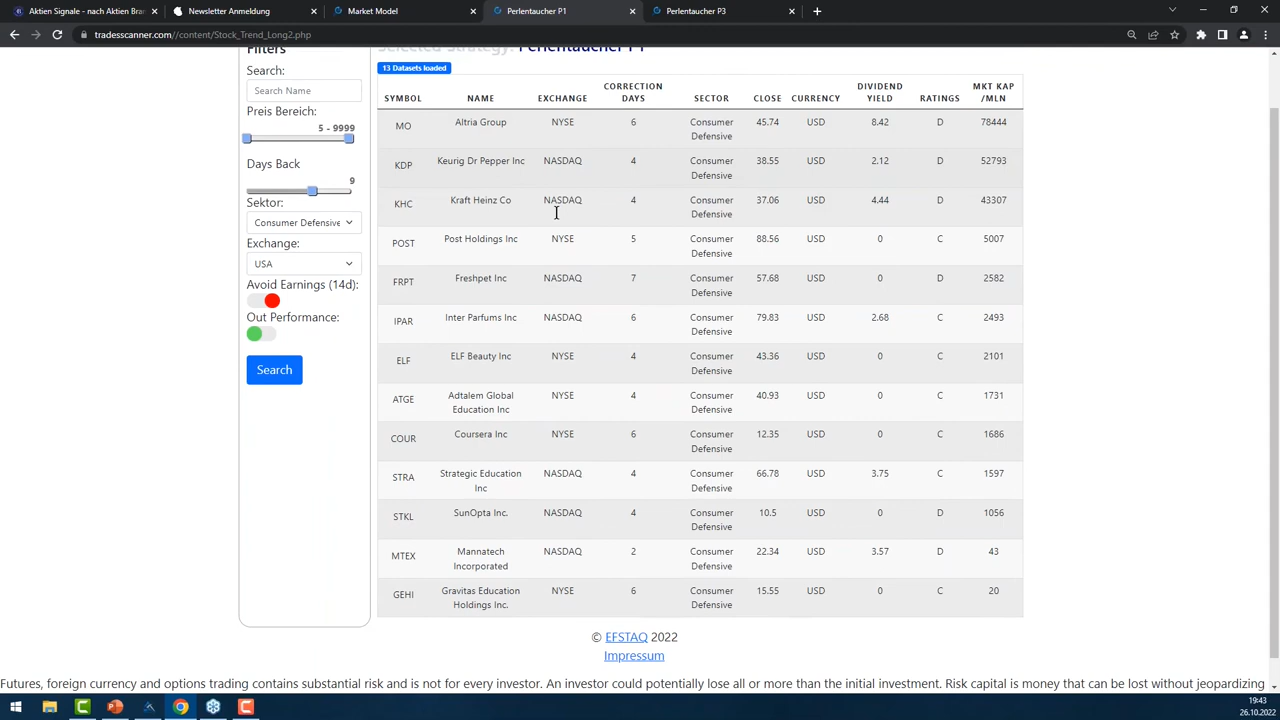 Aktien Signale - nach Aktien Bran
Newsletter Anmeldung
Market Model
Perlentaucher P1
Perlentaucher P3
tradesscanner.com//content/Stock_Trend_Long2.php
Filters
Selected Strategy: Perlentaucher P1
13 Datasets loaded
Search:
Search Name
Preis Bereich:
5 - 9999
Days Back
9
Sektor:
Consumer Defensive
Exchange:
USA
Avoid Earnings (14d):
Out Performance:
Search
SYMBOL NAME EXCHANGE CORRECTION DAYS SECTOR CLOSE CURRENCY DIVIDEND YIELD RATINGS MKT KAP /MLN
MO Altria Group NYSE 6 Consumer Defensive 45.74 USD 8.42 D 78444
KDP Keurig Dr Pepper Inc NASDAQ 4 Consumer Defensive 38.55 USD 2.12 D 52793
KHC Kraft Heinz Co NASDAQ 4 Consumer Defensive 37.06 USD 4.44 D 43307
POST Post Holdings Inc NYSE 5 Consumer Defensive 88.56 USD 0 C 5007
FRPT Freshpet Inc NASDAQ 7 Consumer Defensive 57.68 USD 0 D 2582
IPAR Inter Parfums Inc NASDAQ 6 Consumer Defensive 79.83 USD 2.68 C 2493
ELF ELF Beauty Inc NYSE 4 Consumer Defensive 43.36 USD 0 C 2101
ATGE Adtalem Global Education Inc NYSE 4 Consumer Defensive 40.93 USD 0 C 1731
COUR Coursera Inc NYSE 6 Consumer Defensive 12.35 USD 0 C 1686
STRA Strategic Education Inc NASDAQ 4 Consumer Defensive 66.78 USD 3.75 C 1597
STKL SunOpta Inc. NASDAQ 4 Consumer Defensive 10.5 USD 0 D 1056
MTEX Mannatech Incorporated NASDAQ 2 Consumer Defensive 22.34 USD 3.57 D 43
GEHI Gravitas Education Holdings Inc. NYSE 6 Consumer Defensive 15.55 USD 0 C 20
© EFSTAQ 2022
Impressum
Futures, foreign currency and options trading contains substantial risk and is not for every investor. An investor could potentially lose all or more than the initial investment. Risk capital is money that can be lost without jeopardizing
19:43
26.10.2022